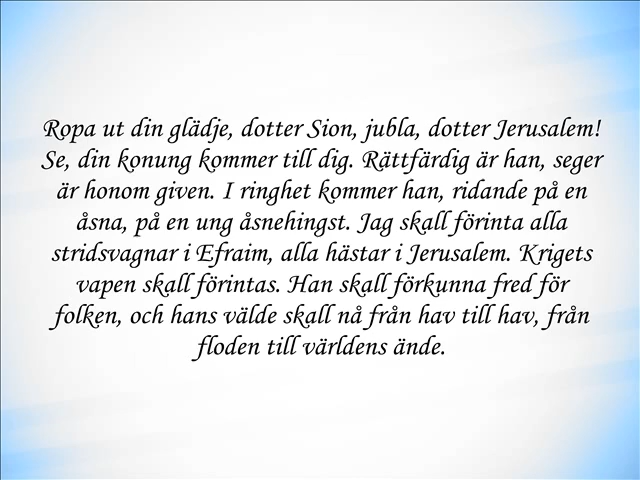 Ropa ut din glädje, dotter Sion, jubla, dotter Jerusalem!
Se, din konung kommer till dig. Rättfärdig är han, seger
är honom given. I ringhet kommer han, ridande på en
åsna, på en ung åsnehingst. Jag skall förinta alla
stridsvagnar i Efraim, alla hästar i Jerusalem. Krigets
vapen skall förintas. Han skall förkunna fred för
folken, och hans välde skall nå från hav till hav, från
floden till världens ände.